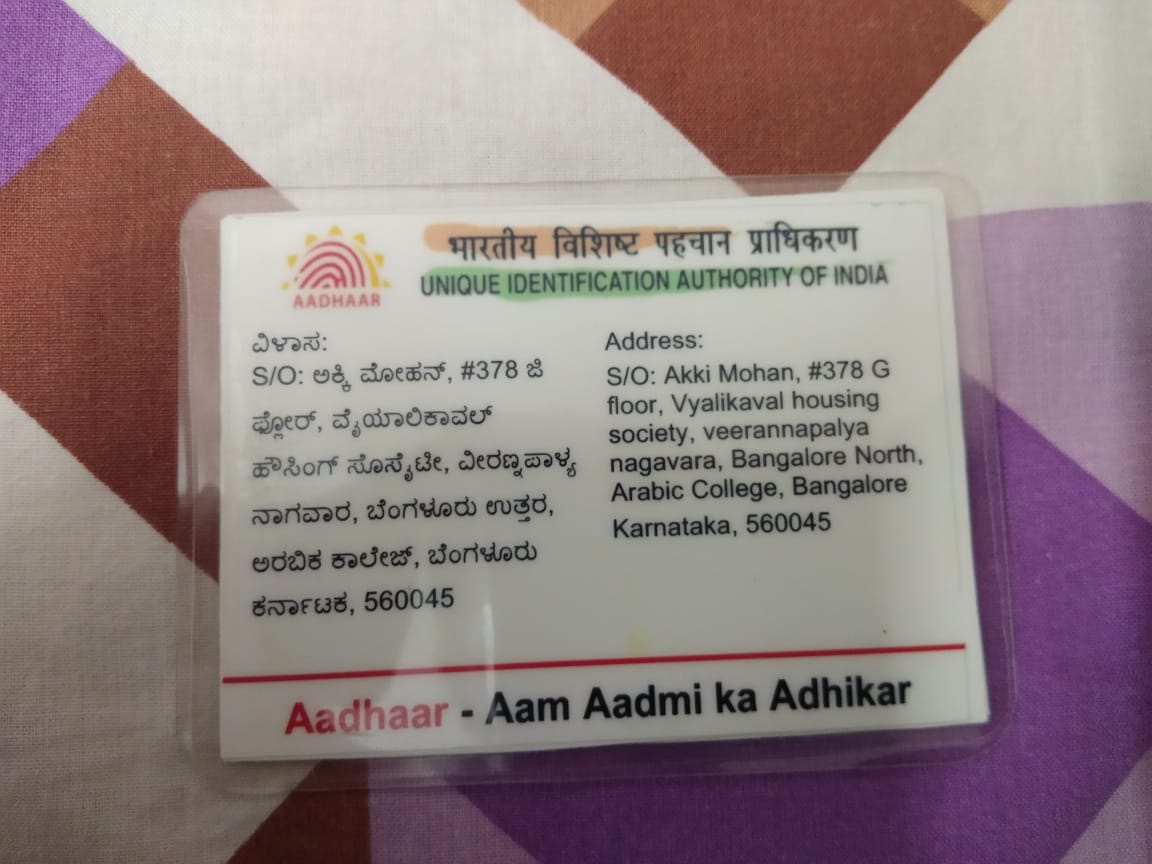 AADHAAR
भारतीय विशिष्ट पहचान प्राधिकरण
UNIQUE IDENTIFICATION AUTHORITY OF INDIA
ವಿಳಾಸ:
S/O: ಅಕ್ಕಿ ಮೋಹನ್, #378 ಜಿ
ಫ್ಲೋರ್, ವೈಯಾಲಿಕಾವಲ್
ಹೌಸಿಂಗ್ ಸೊಸೈಟೀ, ವೀರಣ್ಣಪಾಳ್ಯ
ನಾಗವಾರ, ಬೆಂಗಳೂರು ಉತ್ತರ,
ಅರಬಿಕ ಕಾಲೇಜ್, ಬೆಂಗಳೂರು
ಕರ್ನಾಟಕ, 560045
Address:
S/O: Akki Mohan, #378 G
floor, Vyalikaval housing
society, veerannapalya
nagavara, Bangalore North,
Arabic College, Bangalore
Karnataka, 560045
Aadhaar - Aam Aadmi ka Adhikar